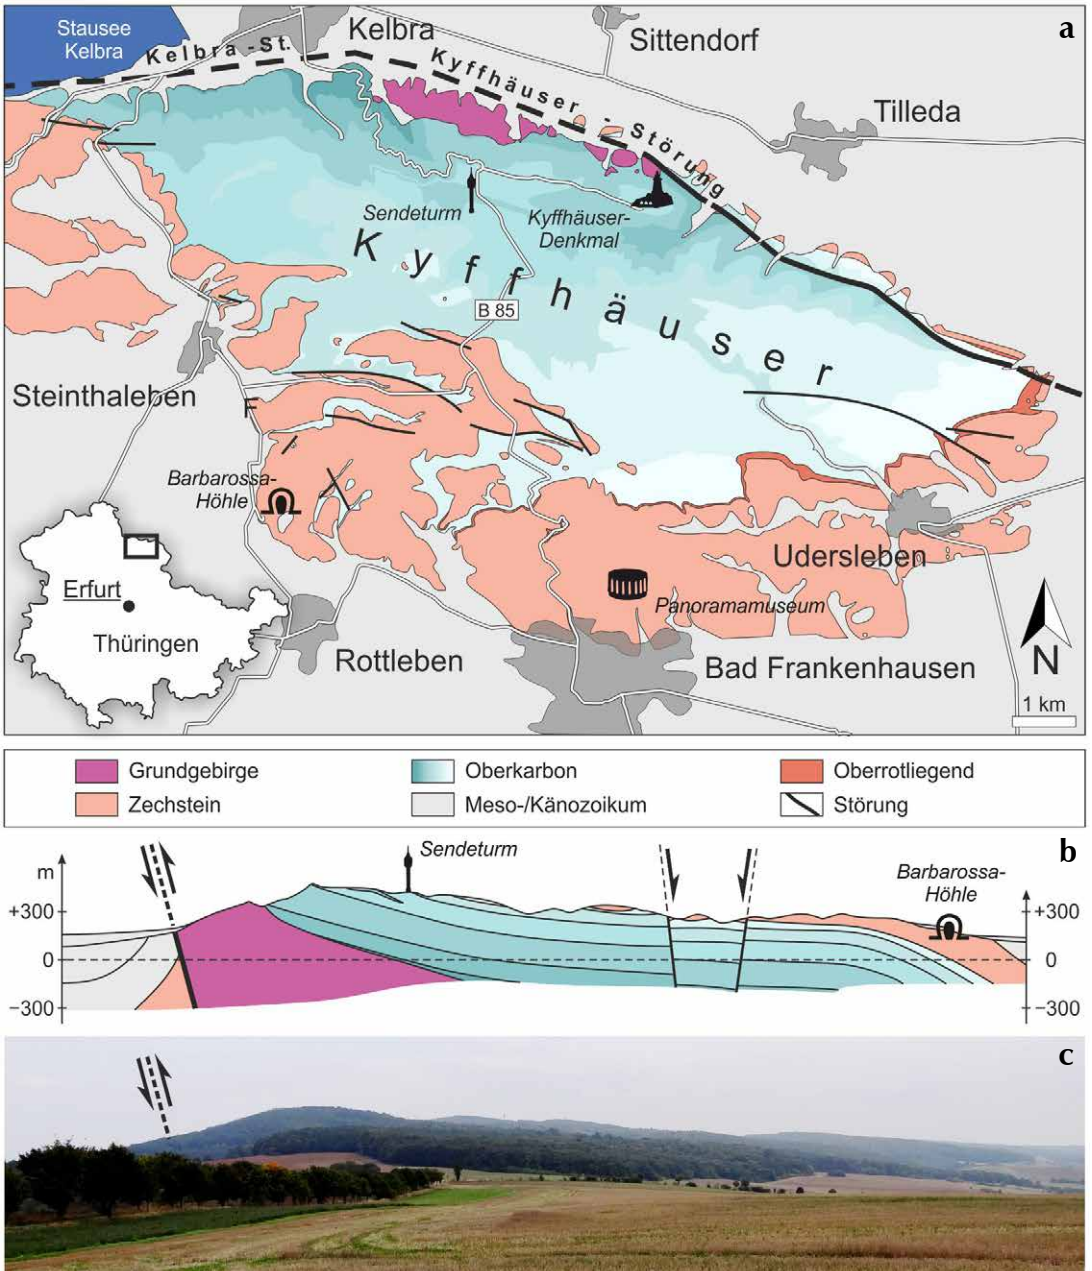 a
Stausee
Kelbra
Kelbra-St.
Kelbra
Sittendorf
Kyffhäuser - Störung
Tilleda
Sendeturm
Kyffhäuser-
Denkmal
Kyffhäuser
B 85
Steinthaleben
F
Barbarossa-
Höhle
Erfurt
Thüringen
Rottleben
Udersleben
Panoramamuseum
Bad Frankenhausen
N
1 km
Grundgebirge
Oberkarbon
Oberrotliegend
Zechstein
Meso-/Känozoikum
Störung
b
Sendeturm
Barbarossa-
Höhle
m
m
+300
+300
0
0
−300
−300
c